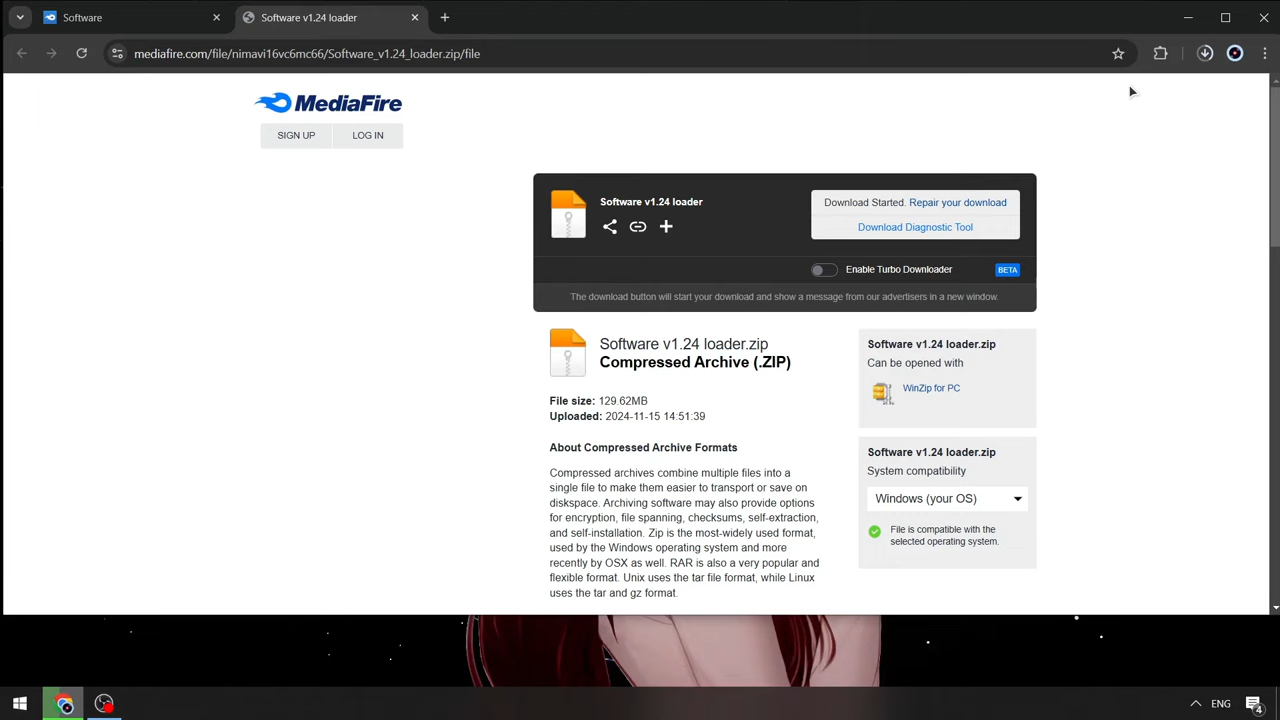 Software
Software v1.24 loader
mediafire.com/file/nimavi16vc6mc66/Software_v1.24_loader.zip/file
MediaFire
SIGN UP
LOG IN
Software v1.24 loader
Download Started. Repair your download
Download Diagnostic Tool
Enable Turbo Downloader
BETA
The download button will start your download and show a message from our advertisers in a new window.
Software v1.24 loader.zip
Compressed Archive (.ZIP)
File size: 129.62MB
Uploaded: 2024-11-15 14:51:39
About Compressed Archive Formats
Compressed archives combine multiple files into a
single file to make them easier to transport or save on
diskspace. Archiving software may also provide options
for encryption, file spanning, checksums, self-extraction,
and self-installation. Zip is the most-widely used format,
used by the Windows operating system and more
recently by OSX as well. RAR is also a very popular and
flexible format. Unix uses the tar file format, while Linux
uses the tar and gz format.
Software v1.24 loader.zip
Can be opened with
WinZip for PC
Software v1.24 loader.zip
System compatibility
Windows (your OS)
File is compatible with the
selected operating system.
ENG
4